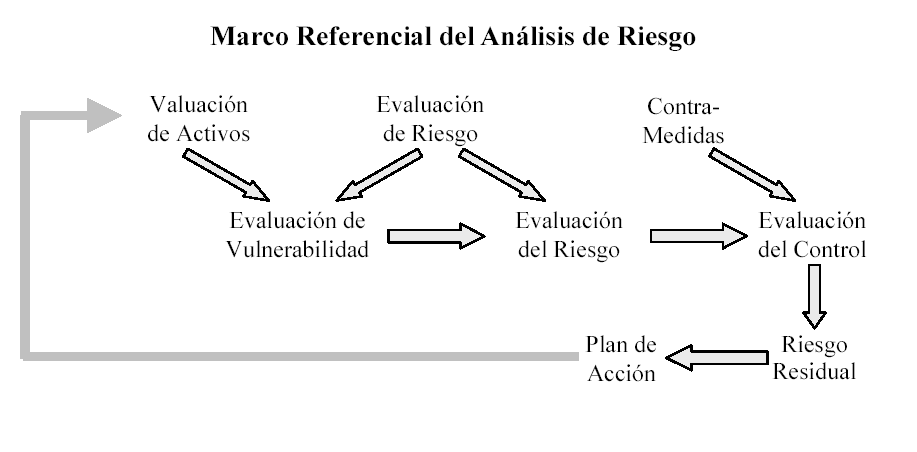 Marco Referencial del Análisis de Riesgo
Valuación
de Activos
Evaluación
de Riesgo
Contra-
Medidas
Evaluación de
Vulnerabilidad
Evaluación
del Riesgo
Evaluación
del Control
Plan de
Acción
Riesgo
Residual